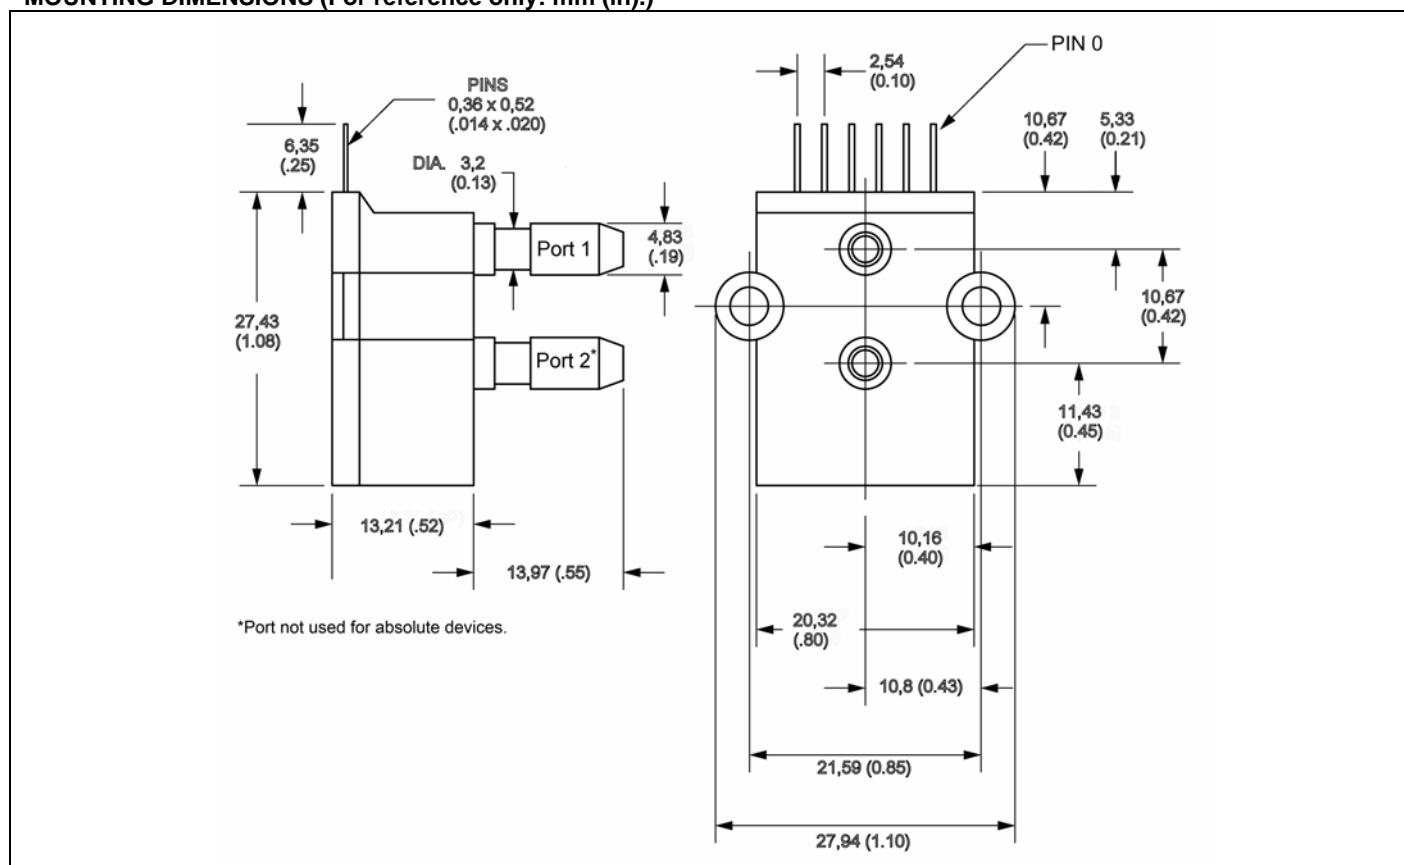 MOUNTING DIMENSIONS (For reference only: mm (in).)
PIN 0
2,54
(0.10)
PINS
0,36 x 0,52
(.014 x .020)
6,35
(.25)
10,67
(0.42)
5,33
(0.21)
DIA. 3,2
(0.13)
Port 1
4,83
(.19)
10,67
(0.42)
27,43
(1.08)
Port 2*
11,43
(0.45)
13,21 (.52)
10,16
(0.40)
13,97 (.55)
*Port not used for absolute devices.
20,32
(.80)
10,8 (0.43)
21,59 (0.85)
27,94 (1.10)